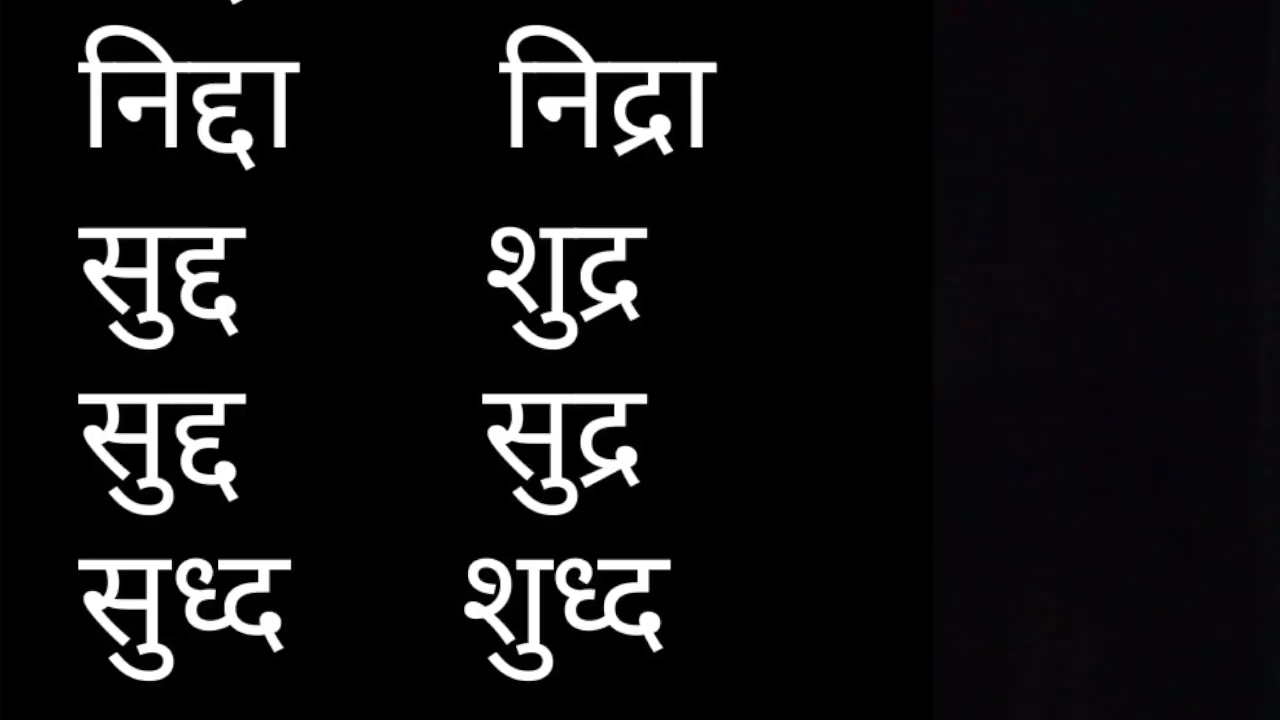 निद्दा निद्रा
सुद्द शुद्र
सुद्द सुद्र
सुध्द शुध्द